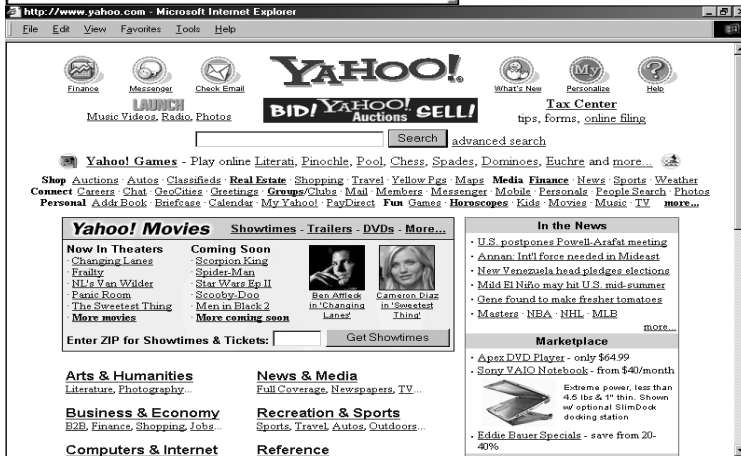 http://www.yahoo.com - Microsoft Internet Explorer
File Edit View Favorites Tools Help
Finance Messenger Check Email YAHOO! What's New Personalize Help
LAUNCH
Music Videos, Radio, Photos
BID! YAHOO! Auctions SELL!
Tax Center
tips, forms, online filing
Search advanced search
Yahoo! Games - Play online Literati, Pinochle, Pool, Chess, Spades, Dominoes, Euchre and more...
Shop Auctions · Autos · Classifieds · Real Estate · Shopping · Travel · Yellow Pgs · Maps Media Finance · News · Sports · Weather
Connect Careers · Chat · GeoCities · Greetings · Groups/Clubs · Mail · Members · Messenger · Mobile · Personals · People Search · Photos
Personal Addr Book · Briefcase · Calendar · My Yahoo! · PayDirect Fun Games · Horoscopes · Kids · Movies · Music · TV more...
Yahoo! Movies Showtimes - Trailers - DVDs - More...
Now In Theaters
· Changing Lanes
· Frailty
· NL's Van Wilder
· Panic Room
· The Sweetest Thing
· More movies
Coming Soon
· Scorpion King
· Spider-Man
· Star Wars Ep II
· Scooby-Doo
· Men in Black 2
· More coming soon
Ben Affleck
in 'Changing
Lanes'
Cameron Diaz
in 'Sweetest
Thing'
Enter ZIP for Showtimes & Tickets: Get Showtimes
In the News
· U.S. postpones Powell-Arafat meeting
· Annan: Int'l force needed in Mideast
· New Venezuela head pledges elections
· Mild El Niño may hit U.S. mid-summer
· Gene found to make fresher tomatoes
· Masters · NBA · NHL · MLB
more...
Marketplace
· Apex DVD Player - only $64.99
· Sony VAIO Notebook - from $40/month
Extreme power, less than
4.5 lbs & 1" thin. Shown
w/ optional SlimDock
docking station
· Eddie Bauer Specials - save from 20-
40%
Arts & Humanities
Literature, Photography...
News & Media
Full Coverage, Newspapers, TV...
Business & Economy
B2B, Finance, Shopping, Jobs...
Recreation & Sports
Sports, Travel, Autos, Outdoors...
Computers & Internet
Reference